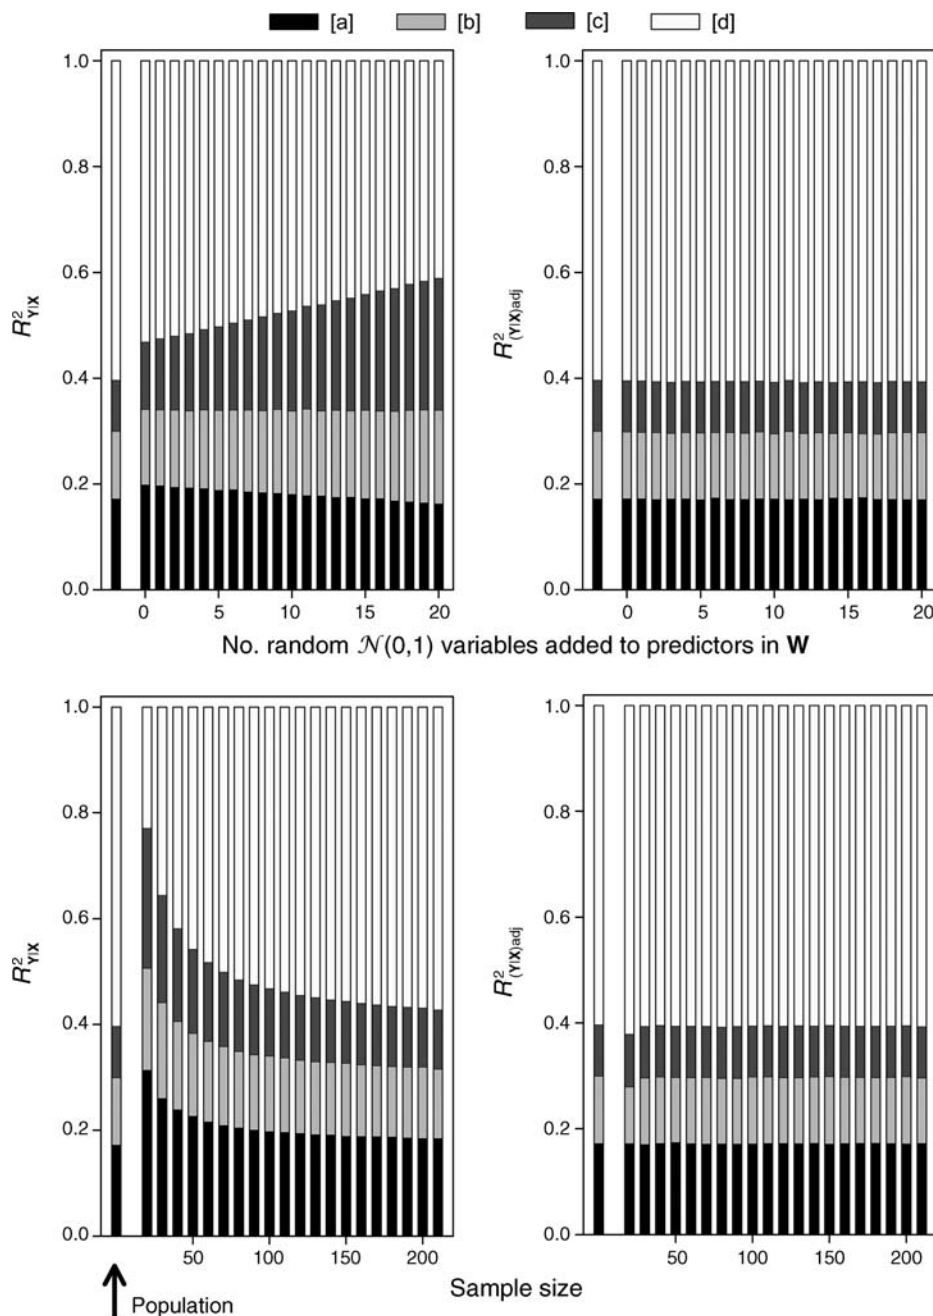 [a] [b] [c] [d]
1.0 1.0
0.8 0.8
0.6 0.6
R²Y|X R²(Y|X)adj
0.4 0.4
0.2 0.2
0.0 0.0
0 5 10 15 20 0 5 10 15 20
No. random 𝒩(0,1) variables added to predictors in W
1.0 1.0
0.8 0.8
0.6 0.6
R²Y|X R²(Y|X)adj
0.4 0.4
0.2 0.2
0.0 0.0
50 100 150 200 50 100 150 200
Sample size
Population